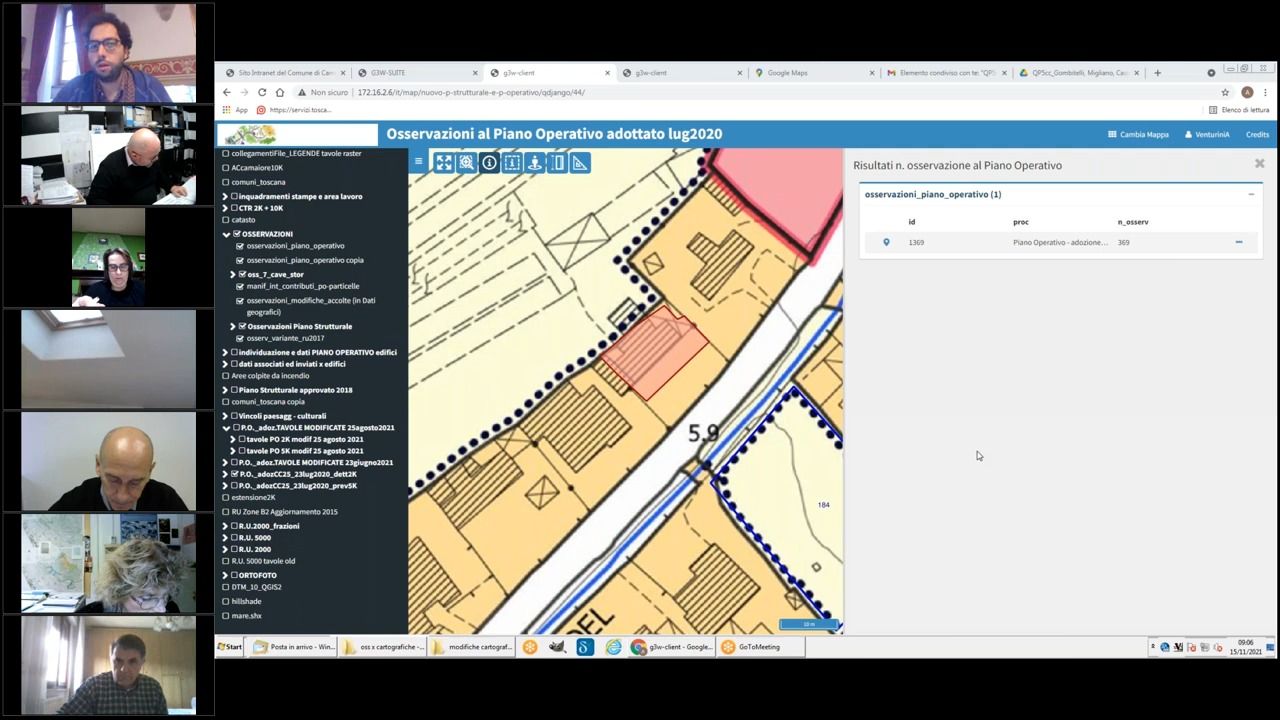 Sito Intranet del Comune di Cam
G3W-SUITE
g3w-client
g3w-client
Google Maps
Elemento condiviso con te: "QP5
QP5cc_Gombitelli, Migliano, Cas
Non sicuro
172.16.2.6/it/map/nuovo-p-strutturale-e-p-operativo/qdjango/44/
A
App
https://servizi.tosca...
Elenco di lettura
Osservazioni al Piano Operativo adottato lug2020
Cambia Mappa
VenturiniA
Credits
collegamentiFile_LEGENDE tavole raster
ACcamaiore10K
comuni_toscana
inquadramenti stampe e area lavoro
CTR 2K + 10K
catasto
OSSERVAZIONI
osservazioni_piano_operativo
osservazioni_piano_operativo copia
oss_7_cave_stor
manif_int_contributi_po-particelle
osservazioni_modifiche_accolte (in Dati
geografici)
Osservazioni Piano Strutturale
osserv_variante_ru2017
individuazione e dati PIANO OPERATIVO edifici
dati associati ed inviati x edifici
Aree colpite da incendio
Piano Strutturale approvato 2018
comuni_toscana copia
Vincoli paesagg - culturali
P.O._adoz.TAVOLE MODIFICATE 25agosto2021
tavole PO 2K modif 25 agosto 2021
tavole PO 5K modif 25 agosto 2021
P.O._adoz.TAVOLE MODIFICATE 23giugno2021
P.O._adozCC25_23lug2020_dett2K
P.O._adozCC25_23lug2020_prev5K
estensione2K
RU Zone B2 Aggiornamento 2015
R.U.2000_frazioni
R.U. 5000
R.U. 2000
R.U. 5000 tavole old
ORTOFOTO
DTM_10_QGIS2
hillshade
mare.shx
5.9
184
DEL
10 m
Risultati n. osservazione al Piano Operativo
osservazioni_piano_operativo (1)
id
proc
n_osserv
1369
Piano Operativo - adozione...
369
Start
Posta in arrivo - Win...
oss x cartografiche -...
modifiche cartograf...
g3w-client - Google...
GoToMeeting
09:06
15/11/2021